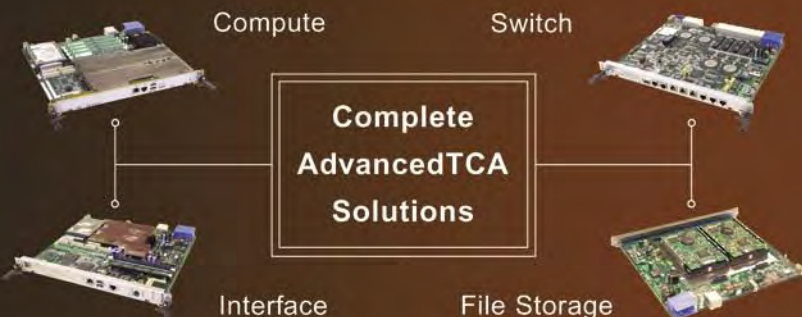 Compute
Switch
Complete
AdvancedTCA
Solutions
Interface
File Storage